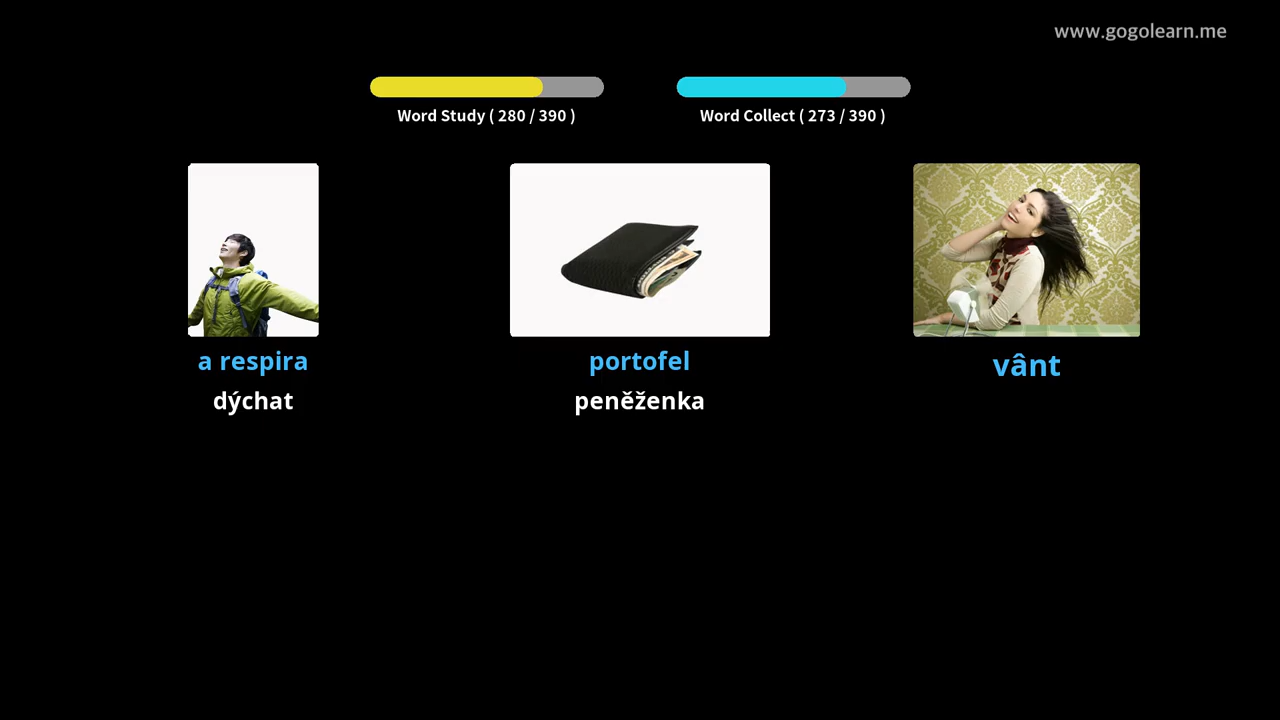 www.gogolearn.me
Word Study ( 280 / 390 )
Word Collect ( 273 / 390 )
a respira
dýchat
portofel
peněženka
vânt